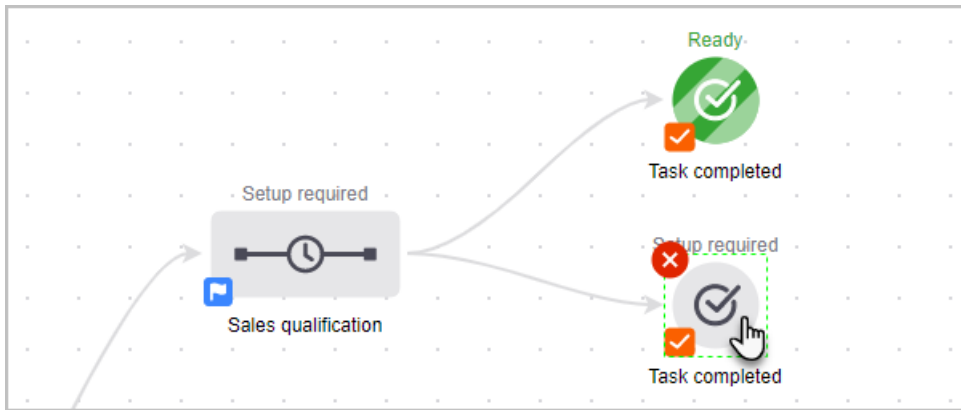 Ready
Task completed
Setup required
Sales qualification
Setup required
Task completed